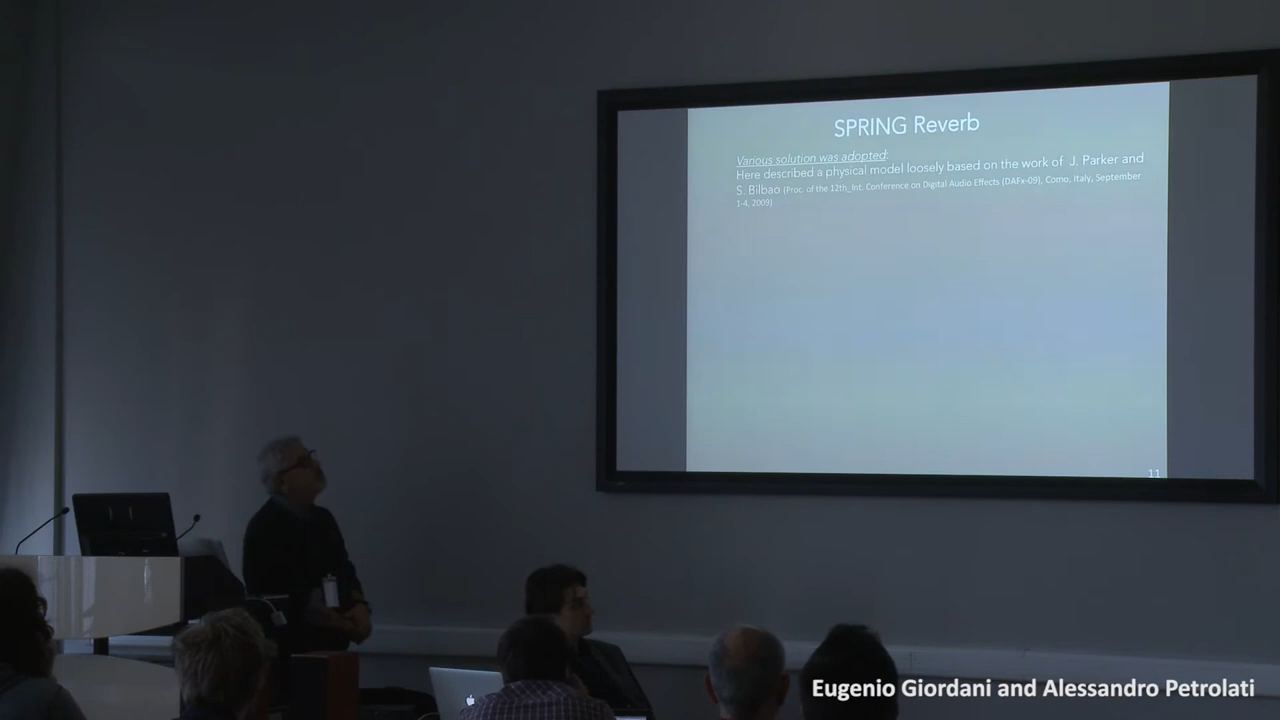 SPRING Reverb
Various solution was adopted:
Here described a physical model loosely based on the work of J. Parker and
S. Bilbao (Proc. of the 12th_Int. Conference on Digital Audio Effects (DAFx-09), Como, Italy, September
1-4, 2009)
11
Eugenio Giordani and Alessandro Petrolati